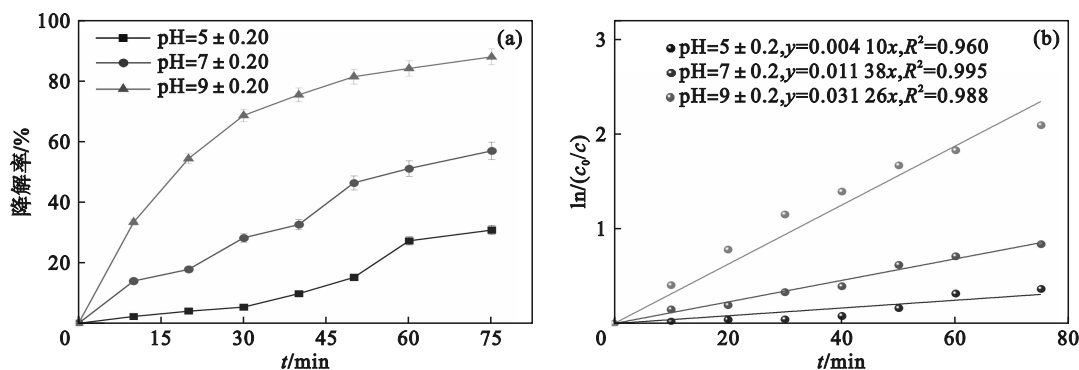 100
80
60
40
20
0
降解率/%
pH=5 ± 0.20
pH=7 ± 0.20
pH=9 ± 0.20
(a)
0 15 30 45 60 75
t/min
3
2
1
0
ln/(c₀/c)
pH=5 ± 0.2,y=0.004 10x,R²=0.960
pH=7 ± 0.2,y=0.011 38x,R²=0.995
pH=9 ± 0.2,y=0.031 26x,R²=0.988
(b)
0 20 40 60 80
t/min